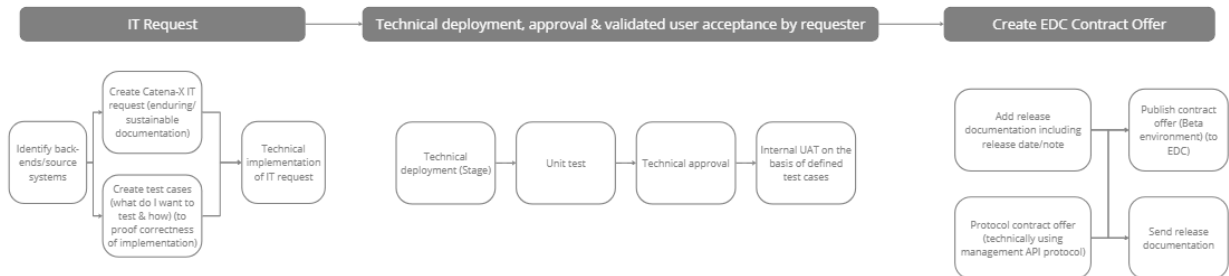 IT Request
Technical deployment, approval & validated user acceptance by requester
Create EDC Contract Offer
Identify back-
ends/source
systems
Create Catena-X IT
request (enduring/
sustainable
documentation)
Create test cases
(what do I want to
test & how) (to
proof correctness
of implementation)
Technical
implementation
of IT request
Technical
deployment (Stage)
Unit test
Technical approval
Internal UAT on the
basis of defined
test cases
Add release
documentation including
release date/note
Publish contract
offer (Beta
environment) (to
EDC)
Protocol contract offer
(technically using
management API protocol)
Send release
documentation